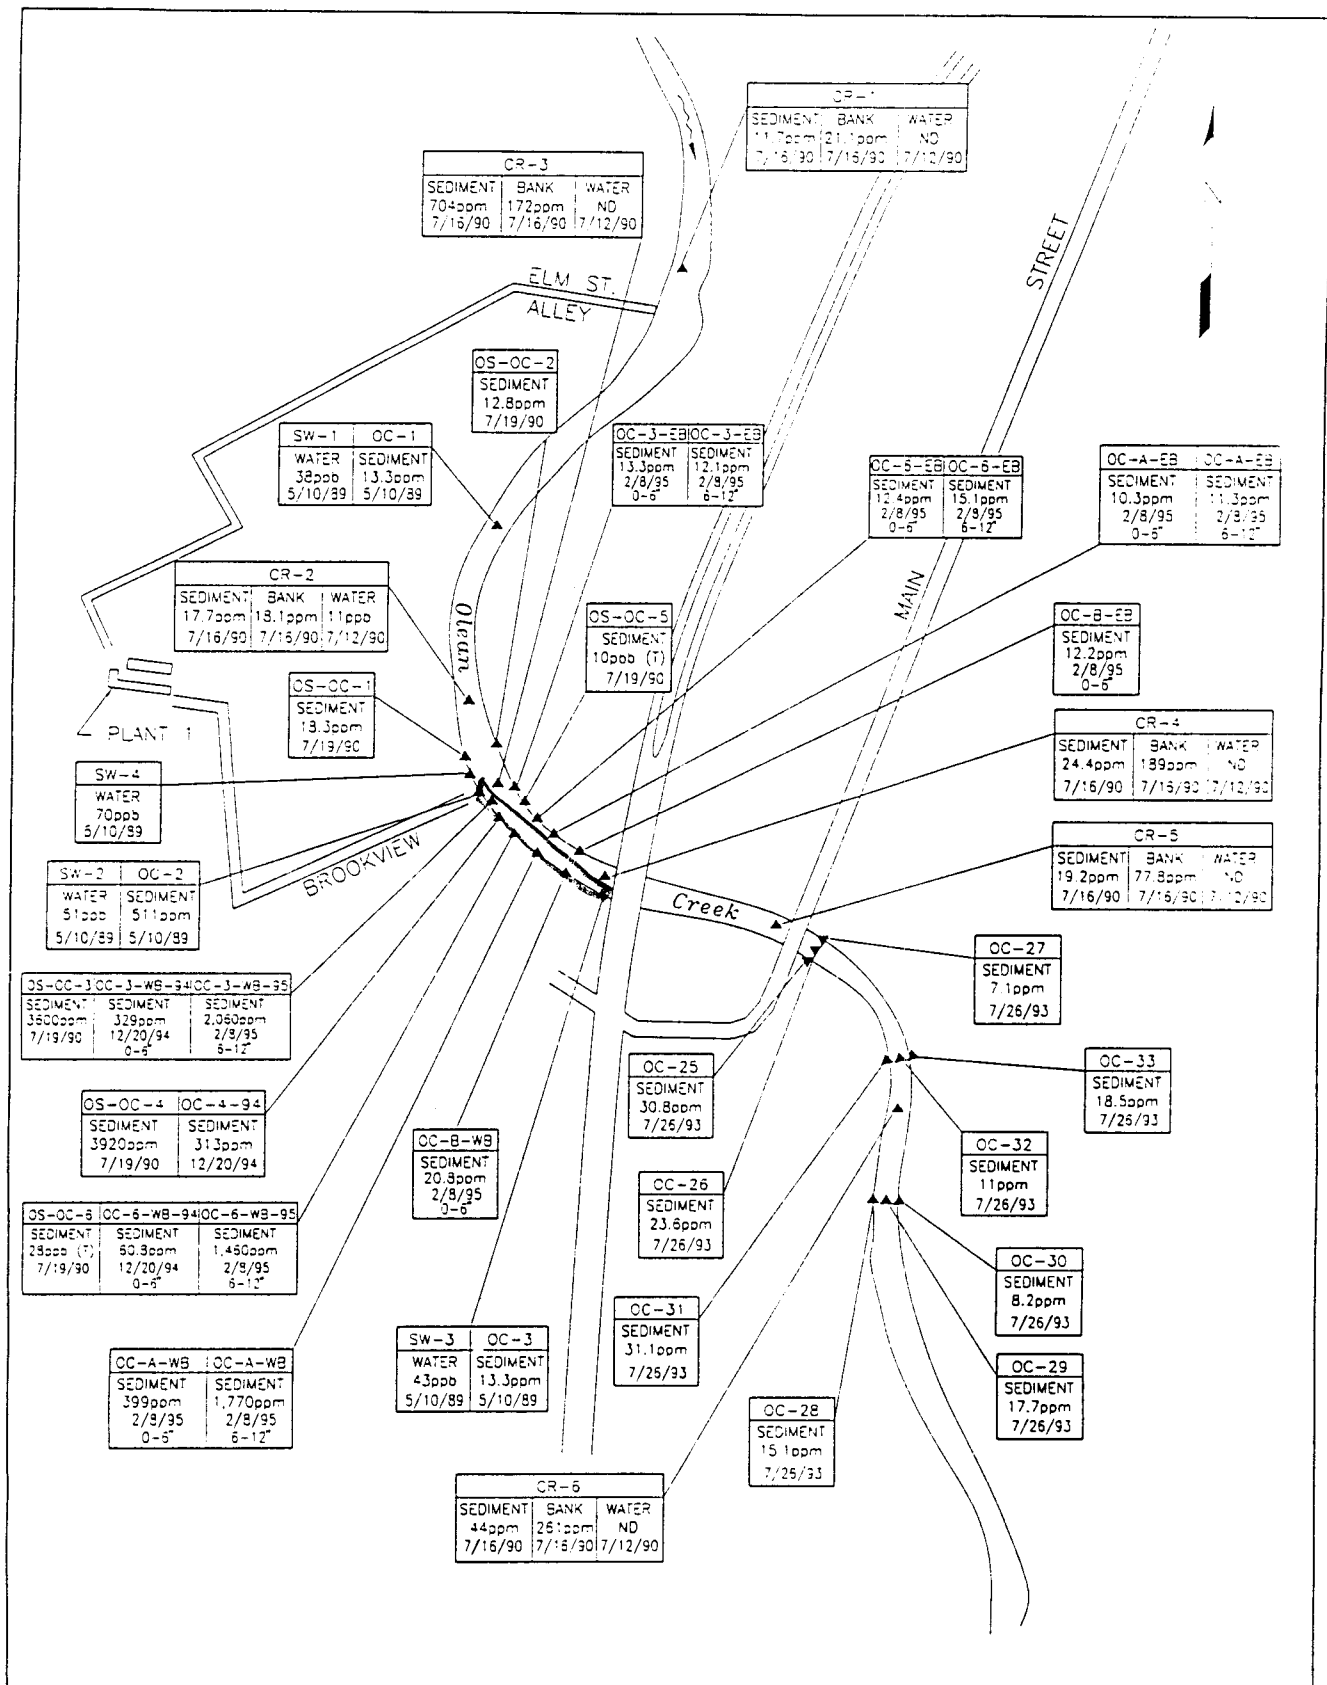 CR-1
SEDIMENT BANK WATER
11.7ppm 21.1ppm ND
7/16/90 7/16/90 7/12/90
CR-3
SEDIMENT BANK WATER
704ppm 172ppm ND
7/16/90 7/16/90 7/12/90
STREET
ELM ST.
ALLEY
OS-OC-2
SEDIMENT
12.8ppm
7/19/90
SW-1 OC-1
WATER SEDIMENT
38ppb 13.3ppm
5/10/89 5/10/89
OC-3-EB OC-3-EB
SEDIMENT SEDIMENT
13.3ppm 12.1ppm
2/8/95 2/8/95
0-6" 6-12"
OC-6-EB OC-6-EB
SEDIMENT SEDIMENT
12.4ppm 15.1ppm
2/8/95 2/8/95
0-6" 6-12"
OC-A-EB OC-A-EB
SEDIMENT SEDIMENT
10.3ppm 11.3ppm
2/8/95 2/8/95
0-6" 6-12"
CR-2
SEDIMENT BANK WATER
17.7ppm 18.1ppm 11ppb
7/16/90 7/16/90 7/12/90
Olean
MAIN
OS-OC-5
SEDIMENT
10ppb (T)
7/19/90
OC-B-EB
SEDIMENT
12.2ppm
2/8/95
0-6"
OS-OC-1
SEDIMENT
18.3ppm
7/19/90
PLANT 1
CR-4
SEDIMENT BANK WATER
24.4ppm 189ppm ND
7/16/90 7/16/90 7/12/90
SW-4
WATER
70ppb
5/10/89
BROOKVIEW
CR-5
SEDIMENT BANK WATER
19.2ppm 77.8ppm ND
7/16/90 7/16/90 7/12/90
SW-2 OC-2
WATER SEDIMENT
51ppb 511ppm
5/10/89 5/10/89
Creek
OC-27
SEDIMENT
7.1ppm
7/26/93
OS-OC-3 OC-3-WB-94 OC-3-WB-95
SEDIMENT SEDIMENT SEDIMENT
3600ppm 329ppm 2,060ppm
7/19/90 12/20/94 2/8/95
0-6" 6-12"
OC-25
SEDIMENT
30.8ppm
7/26/93
OC-33
SEDIMENT
18.5ppm
7/26/93
OS-OC-4 OC-4-94
SEDIMENT SEDIMENT
3920ppm 313ppm
7/19/90 12/20/94
OC-B-WB
SEDIMENT
20.8ppm
2/8/95
0-6"
OC-32
SEDIMENT
11ppm
7/26/93
OC-26
SEDIMENT
23.6ppm
7/26/93
OS-OC-6 OC-6-WB-94 OC-6-WB-95
SEDIMENT SEDIMENT SEDIMENT
28ppb (T) 60.8ppm 1,460ppm
7/19/90 12/20/94 2/8/95
0-6" 6-12"
OC-30
SEDIMENT
8.2ppm
7/26/93
OC-31
SEDIMENT
31.1ppm
7/26/93
SW-3 OC-3
WATER SEDIMENT
43ppb 13.3ppm
5/10/89 5/10/89
OC-A-WB OC-A-WB
SEDIMENT SEDIMENT
399ppm 1,770ppm
2/8/95 2/8/95
0-6" 6-12"
OC-29
SEDIMENT
17.7ppm
7/26/93
OC-28
SEDIMENT
15.1ppm
7/26/93
CR-6
SEDIMENT BANK WATER
44ppm 261ppm ND
7/16/90 7/16/90 7/12/90